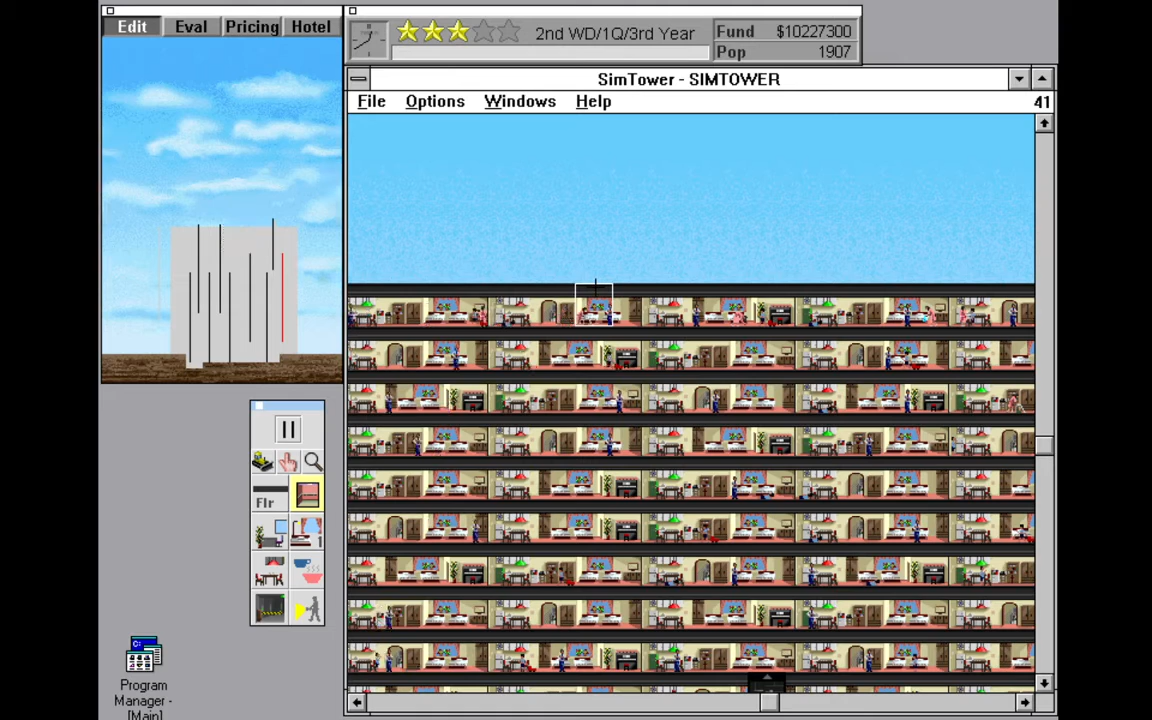 Edit Eval Pricing Hotel
2nd WD/1Q/3rd Year
Fund $10227300
Pop 1907
SimTower - SIMTOWER
File Options Windows Help
41
Flr
1
C:\
Program
Manager -
[Main]